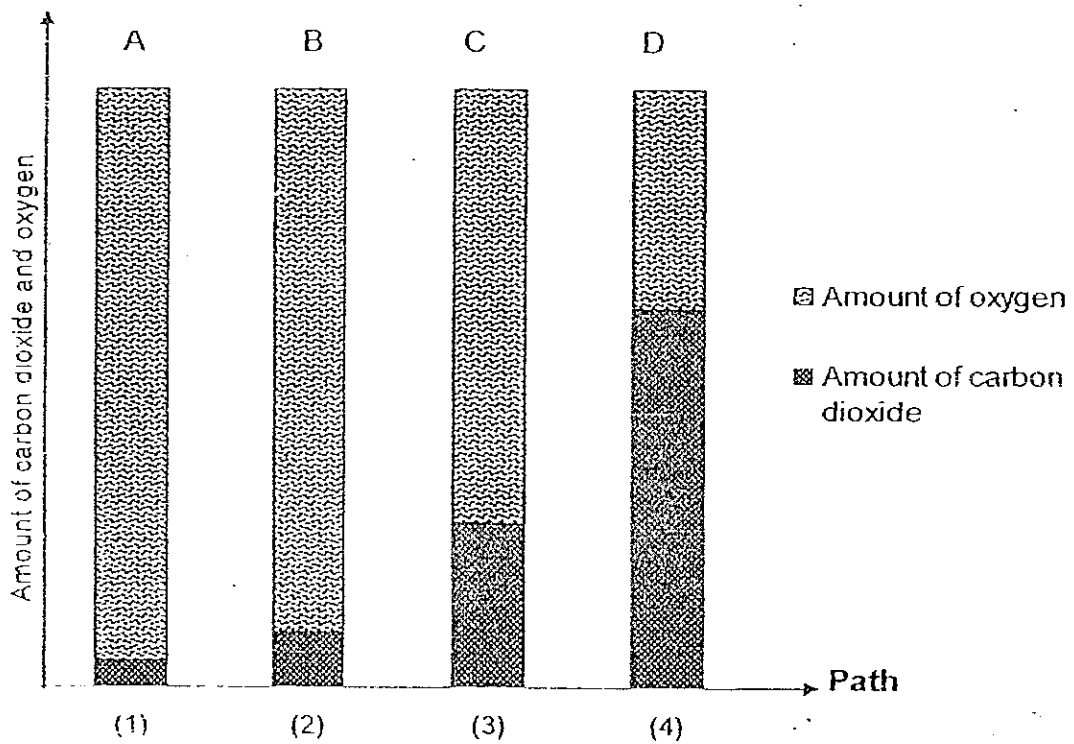 Amount of carbon dioxide and oxygen
A B C D
Amount of oxygen
Amount of carbon
dioxide
Path
(1) (2) (3) (4)